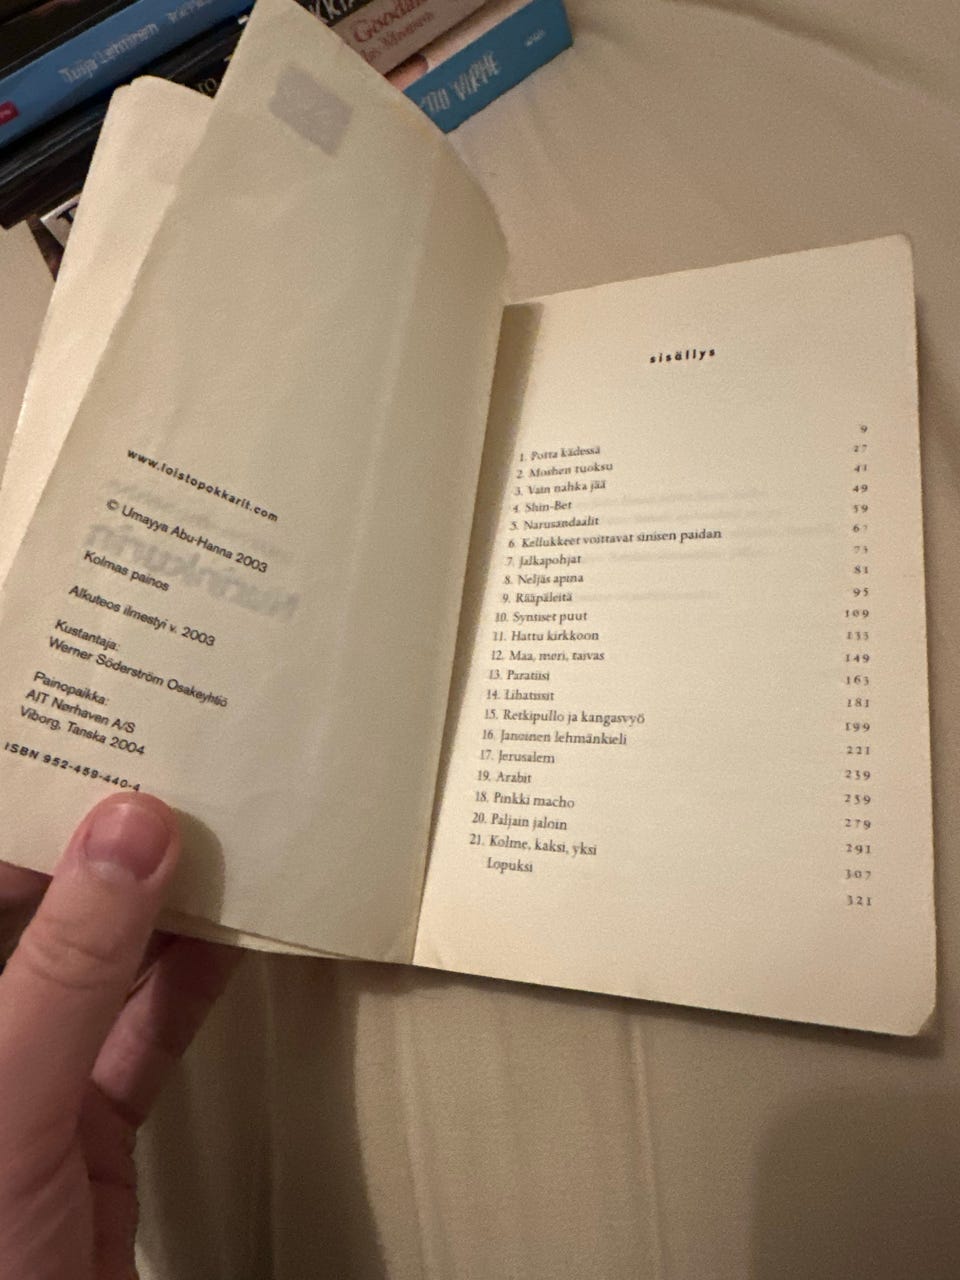 Tuija Lehtinen
VIRHE
www.loistopokkarit.com
© Umayya Abu-Hanna 2003
Kolmas painos
Alkuteos ilmestyi v. 2003
Kustantaja:
Werner Söderström Osakeyhtiö
Painopaikka:
AIT Nørhaven A/S
Viborg, Tanska 2004
ISBN 952-459-440-4
sisällys
1. Potta kädessä 9
2. Moshen tuoksu 27
3. Vain nahka jää 41
4. Shin-Bet 49
5. Narusandaalit 59
6. Kellukkeet voittavat sinisen paidan 67
7. Jalkapohjat 73
8. Neljäs apina 81
9. Rääpäleitä 95
10. Syntiset puut 109
11. Hattu kirkkoon 133
12. Maa, meri, taivas 149
13. Paratiisi 163
14. Lihatissit 181
15. Retkipullo ja kangasvyö 199
16. Janoinen lehmänkieli 221
17. Jerusalem 239
19. Arabit 259
18. Pinkki macho 279
20. Paljain jaloin 291
21. Kolme, kaksi, yksi 307
Lopuksi 321